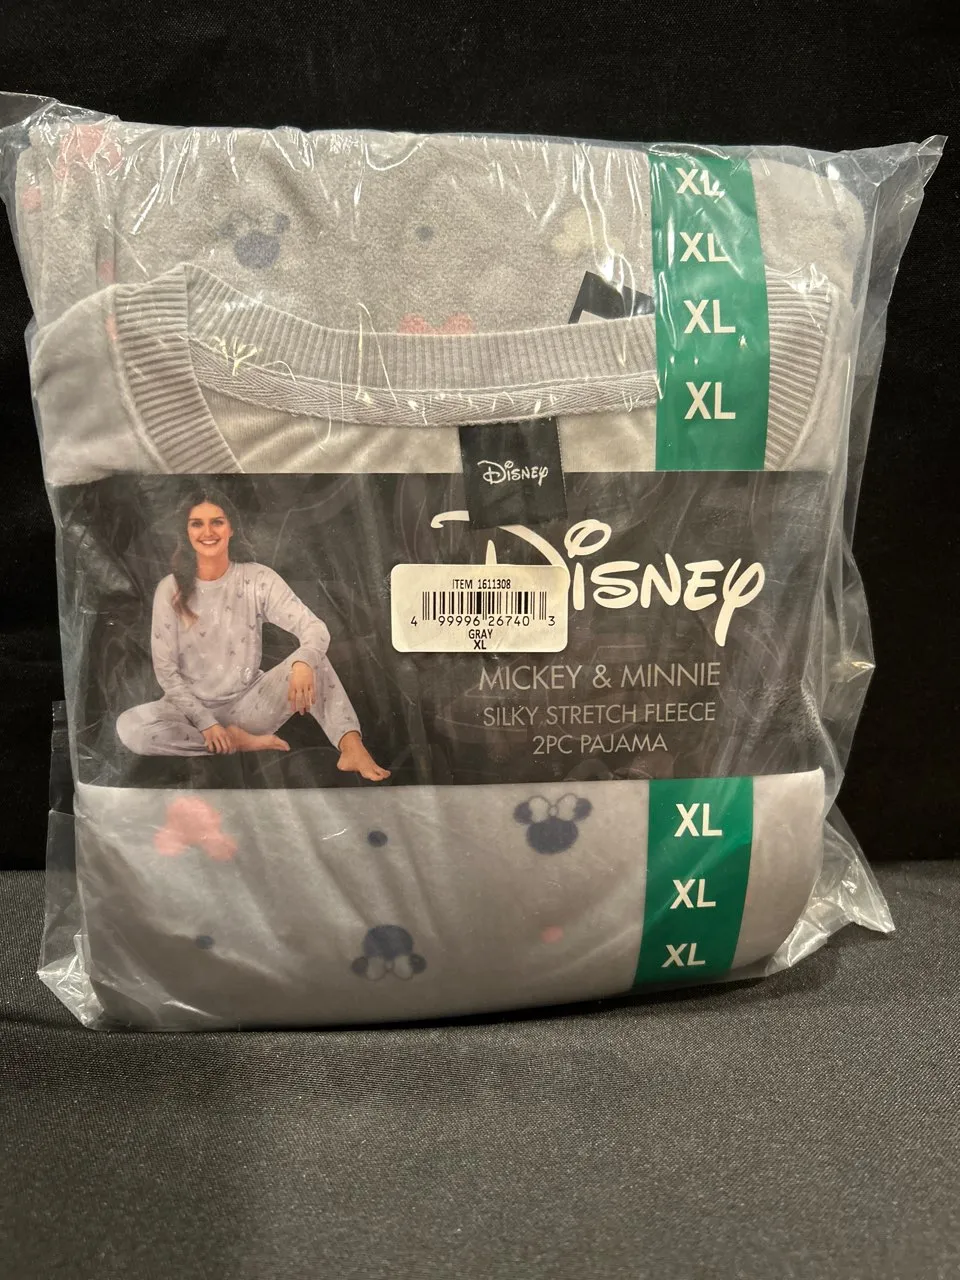 XL
XL
XL
XL
DISNEY
DISNEY
ITEM 1611308
4 99996 26740 3
GRAY
XL
MICKEY & MINNIE
SILKY STRETCH FLEECE
2PC PAJAMA
XL
XL
XL